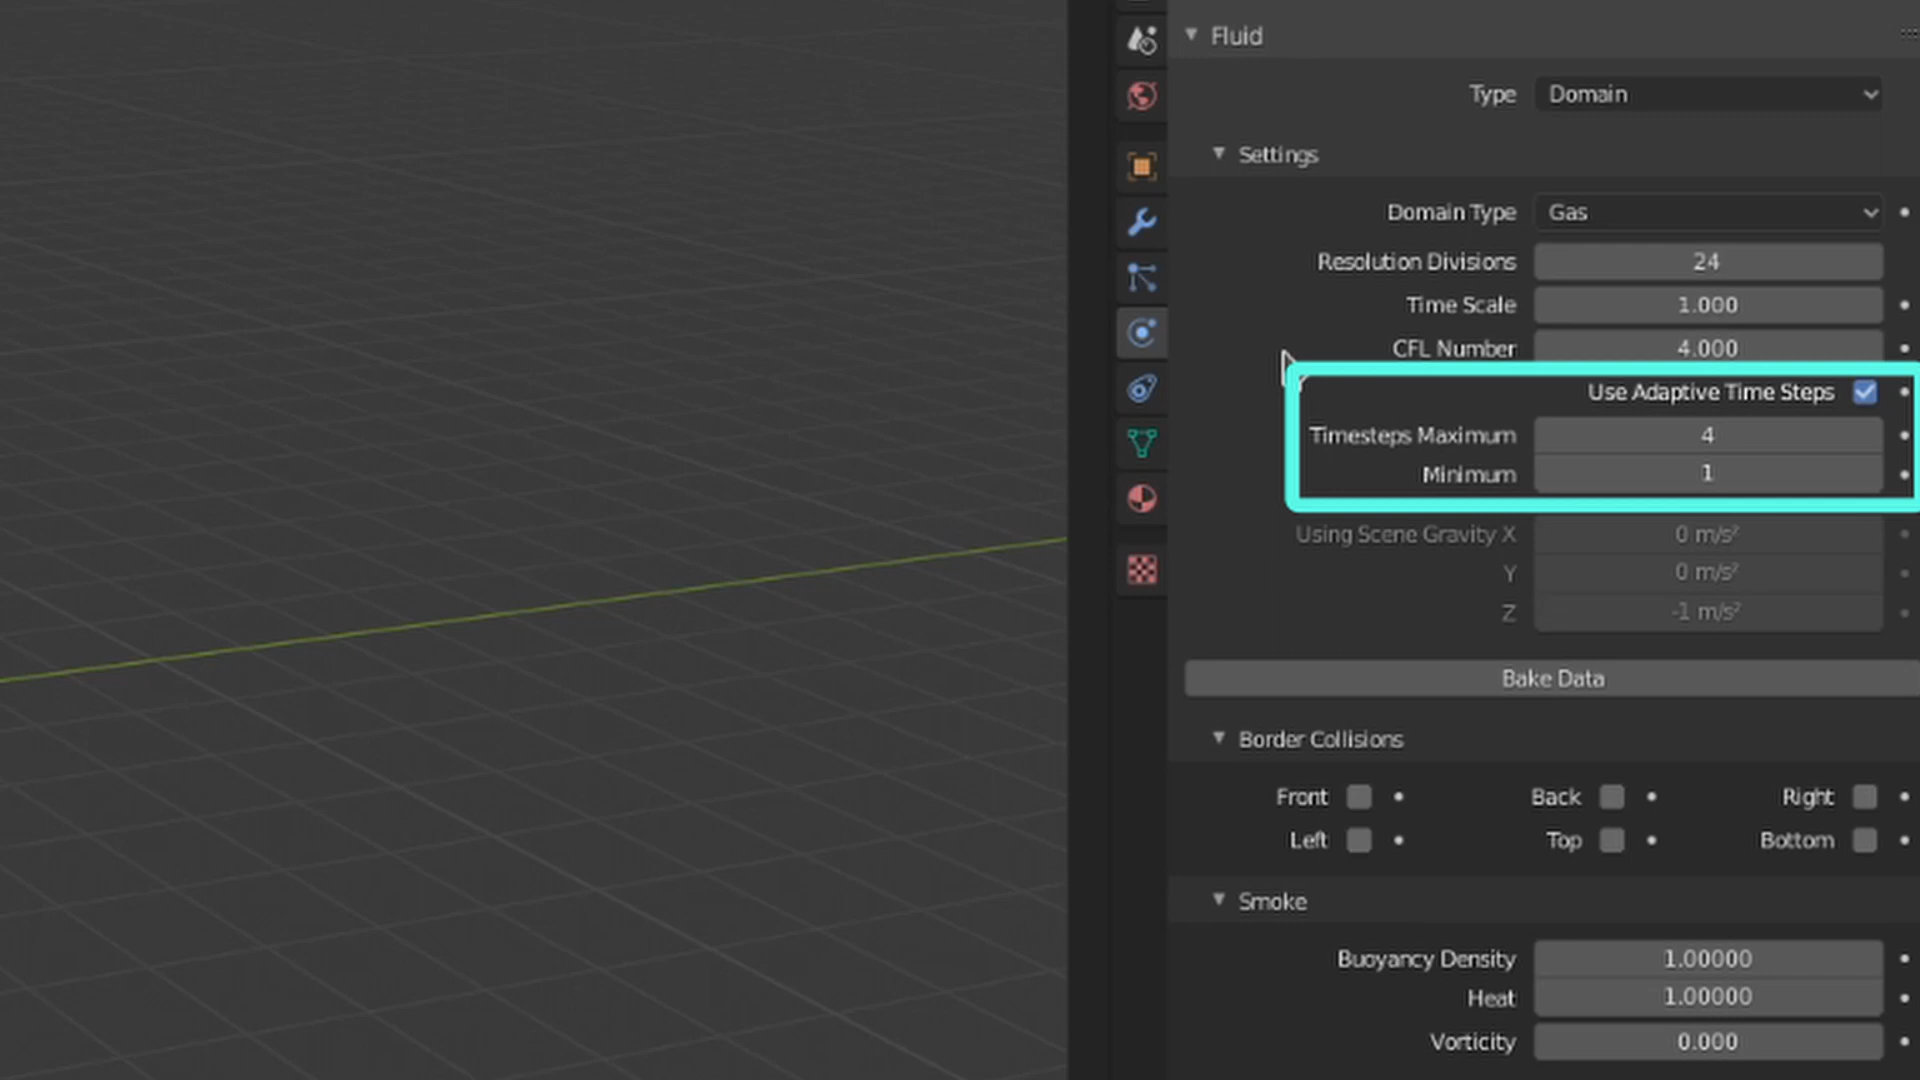 Fluid
Type Domain
Settings
Domain Type Gas
Resolution Divisions 24
Time Scale 1.000
CFL Number 4.000
Use Adaptive Time Steps
Timesteps Maximum 4
Minimum 1
Using Scene Gravity X 0 m/s²
Y 0 m/s²
Z -1 m/s²
Bake Data
Border Collisions
Front Back Right
Left Top Bottom
Smoke
Buoyancy Density 1.00000
Heat 1.00000
Vorticity 0.000